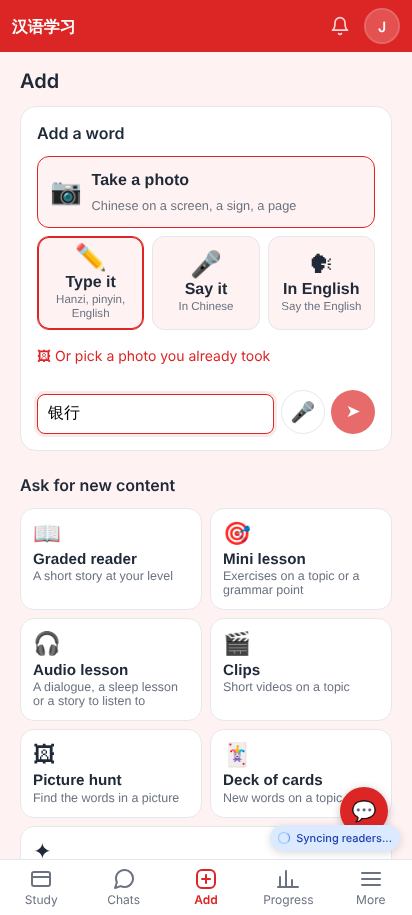 汉语学习
J
Add
Add a word
Take a photo
Chinese on a screen, a sign, a page
Type it
Hanzi, pinyin,
English
Say it
In Chinese
In English
Say the English
Or pick a photo you already took
银行
Ask for new content
Graded reader
A short story at your level
Mini lesson
Exercises on a topic or a
grammar point
Audio lesson
A dialogue, a sleep lesson
or a story to listen to
Clips
Short videos on a topic
Picture hunt
Find the words in a picture
Deck of cards
New words on a topic
Syncing readers...
Study
Chats
Add
Progress
More